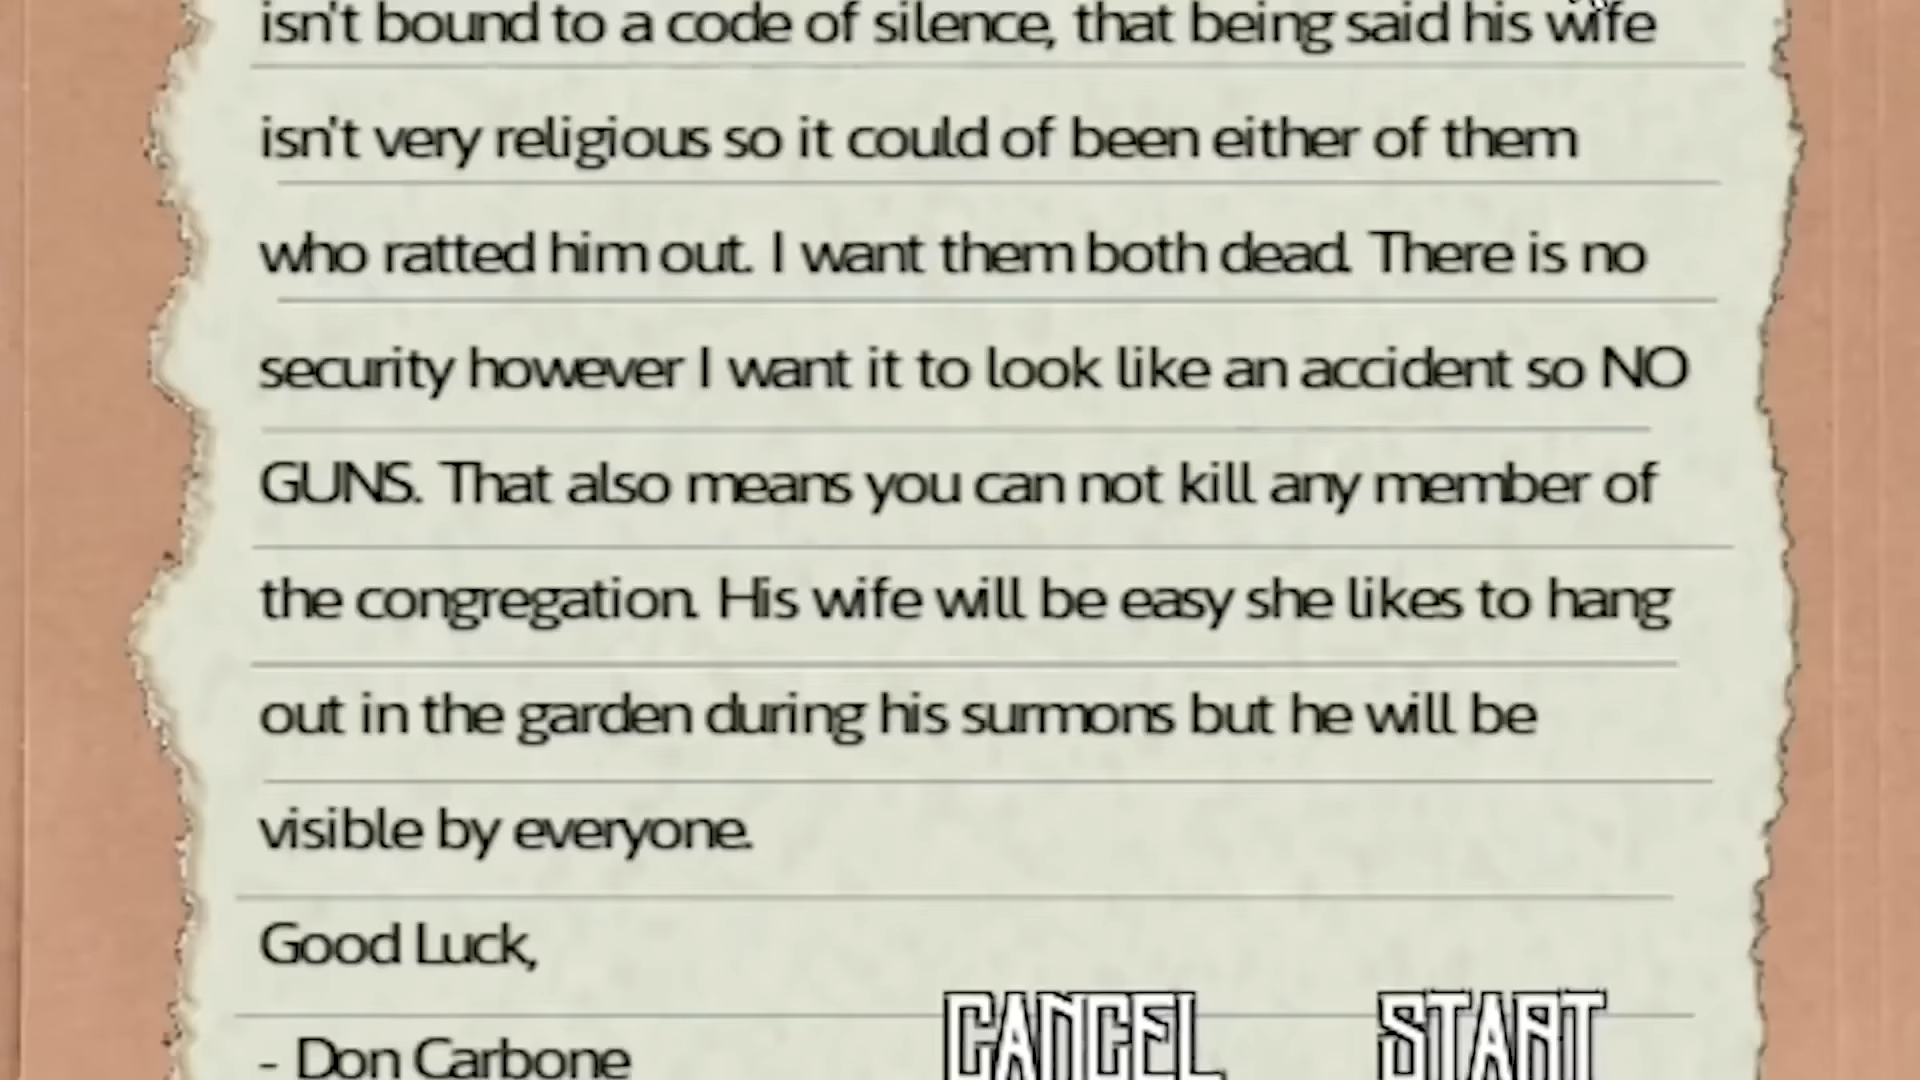 isn't bound to a code of silence, that being said his wife
isn't very religious so it could of been either of them
who ratted him out. I want them both dead. There is no
security however I want it to look like an accident so NO
GUNS. That also means you can not kill any member of
the congregation. His wife will be easy she likes to hang
out in the garden during his surmons but he will be
visible by everyone.
Good Luck,
- Don Carbone
CANCEL START